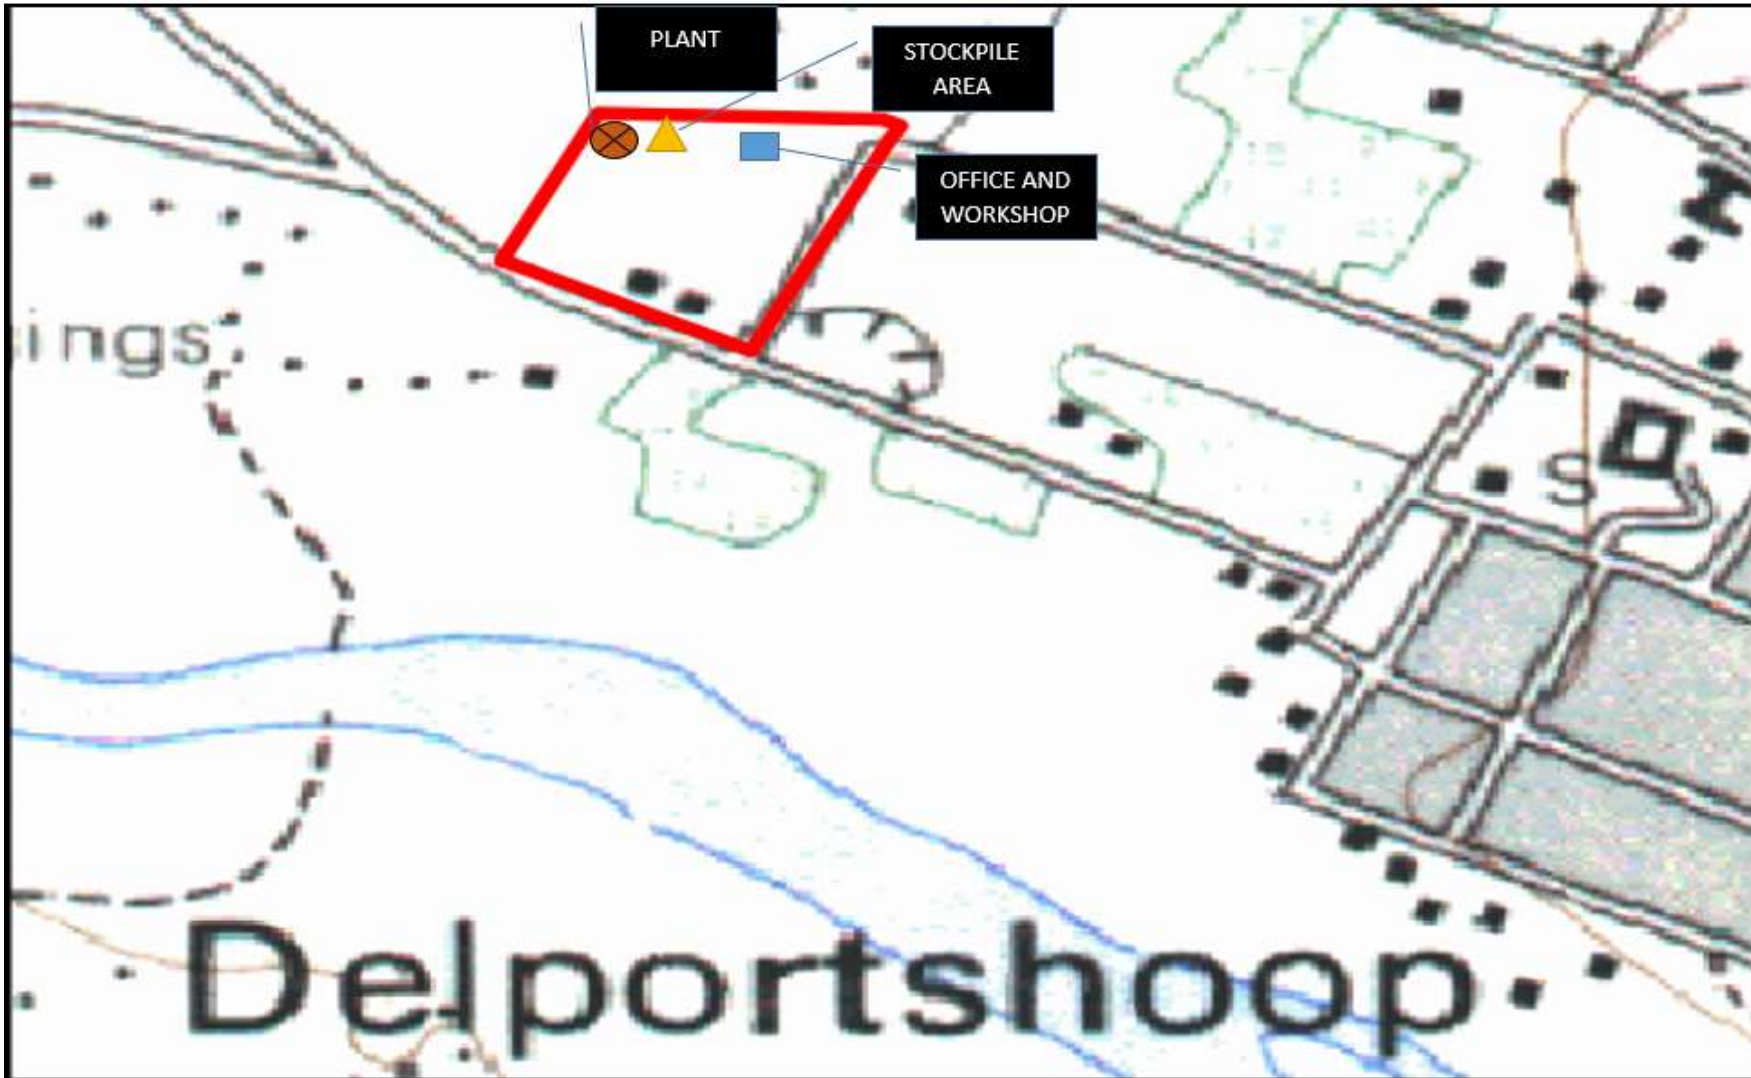 PLANT
STOCKPILE
AREA
OFFICE AND
WORKSHOP
ings
S
Delportshoop